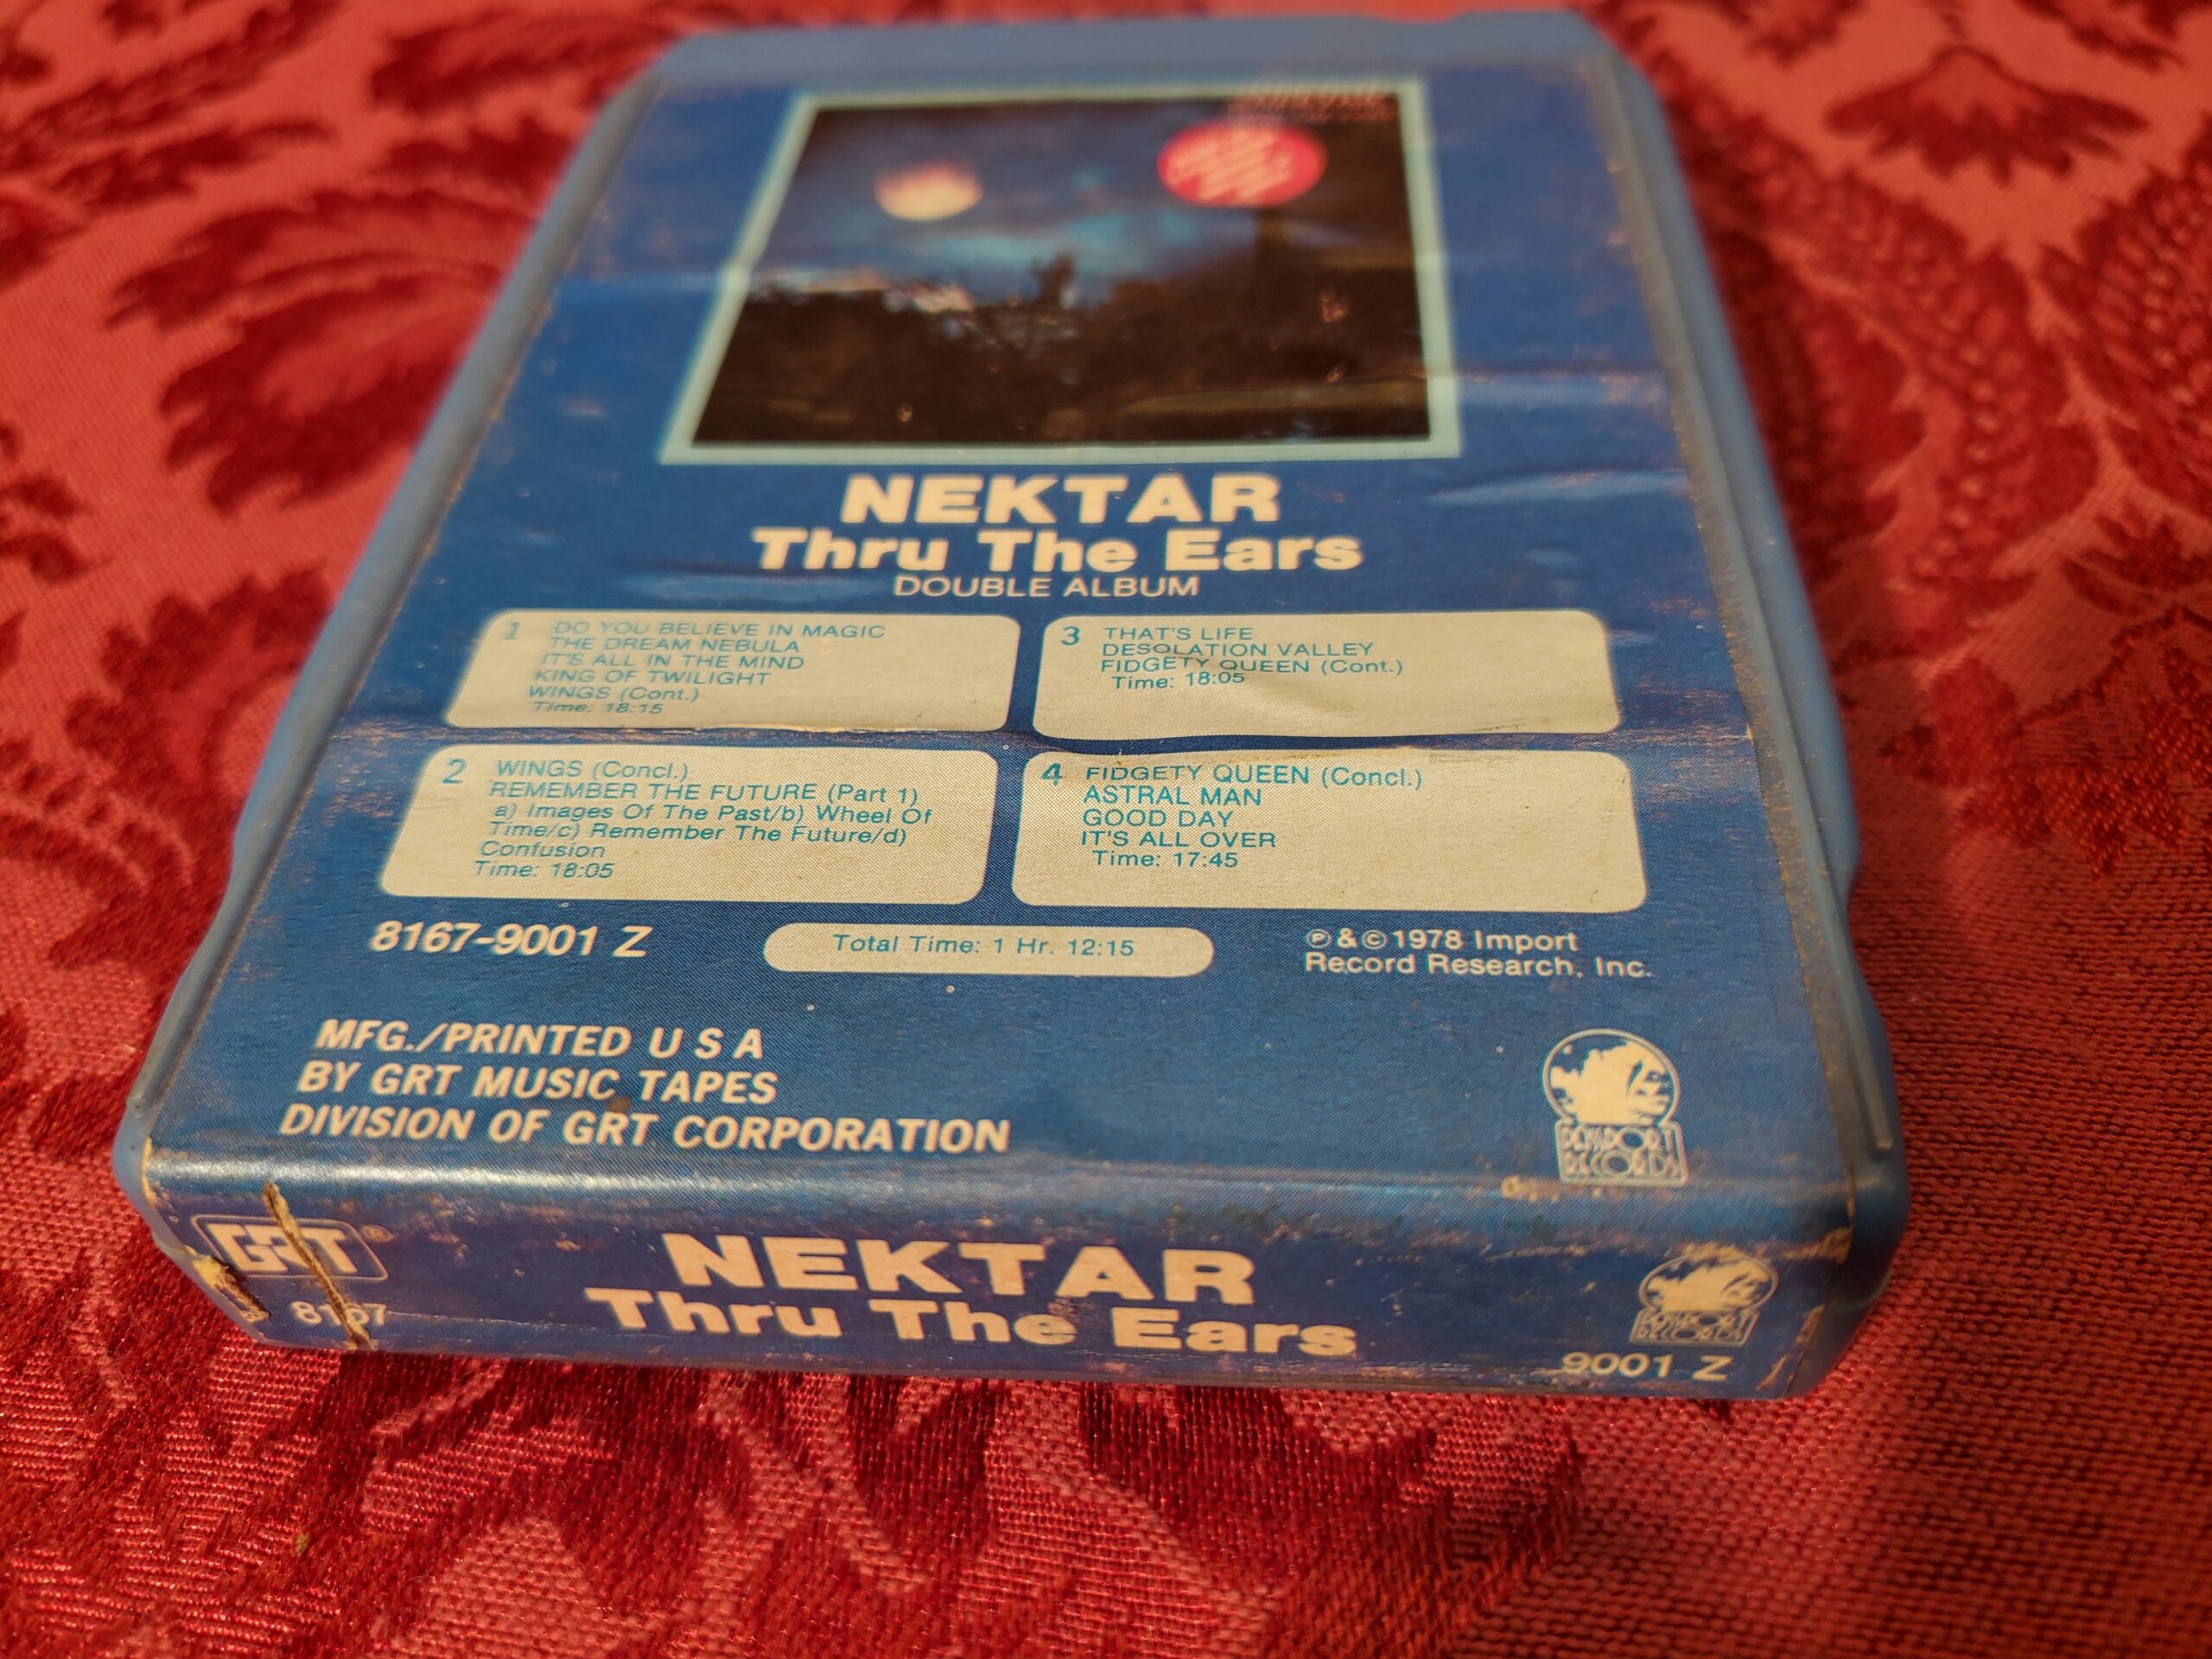 NEKTAR
Thru The Ears
DOUBLE ALBUM
1 DO YOU BELIEVE IN MAGIC
THE DREAM NEBULA
IT'S ALL IN THE MIND
KING OF TWILIGHT
WINGS (Cont.)
Time: 18:15
2 WINGS (Concl.)
REMEMBER THE FUTURE (Part 1)
a) Images Of The Past/b) Wheel Of
Time/c) Remember The Future/d)
Confusion
Time: 18:05
3 THAT'S LIFE
DESOLATION VALLEY
FIDGETY QUEEN (Cont.)
Time: 18:05
4 FIDGETY QUEEN (Concl.)
ASTRAL MAN
GOOD DAY
IT'S ALL OVER
Time: 17:45
8167-9001 Z
Total Time: 1 Hr. 12:15
℗ & © 1978 Import
Record Research, Inc.
MFG./PRINTED U S A
BY GRT MUSIC TAPES
DIVISION OF GRT CORPORATION
PASSPORT
RECORDS
GRT®
8167
NEKTAR
Thru The Ears
PASSPORT
RECORDS
9001 Z